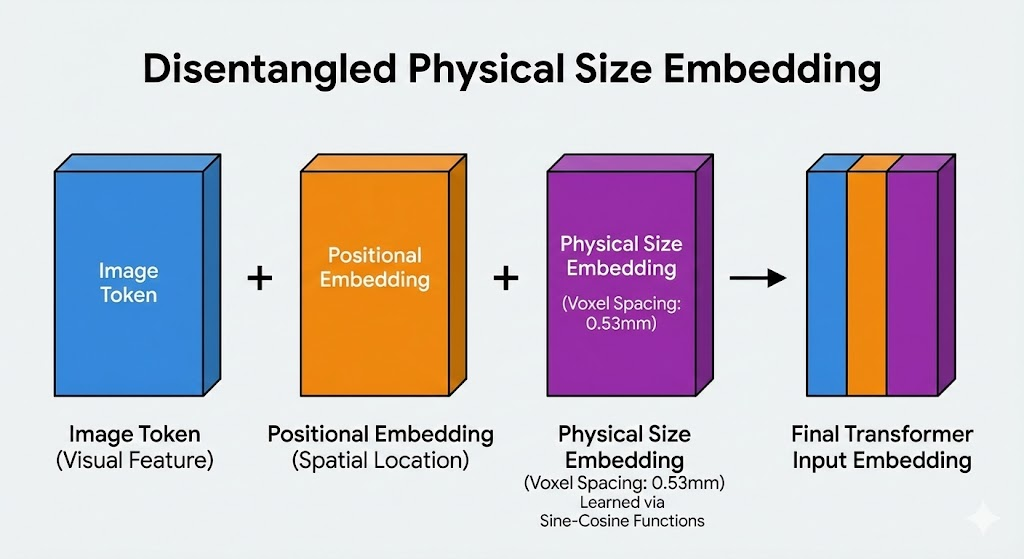 Disentangled Physical Size Embedding
Image
Token
+
Positional
Embedding
+
Physical Size
Embedding
(Voxel Spacing:
0.53mm)
Image Token
(Visual Feature)
Positional Embedding
(Spatial Location)
Physical Size
Embedding
(Voxel Spacing: 0.53mm)
Learned via
Sine-Cosine Functions
Final Transformer
Input Embedding